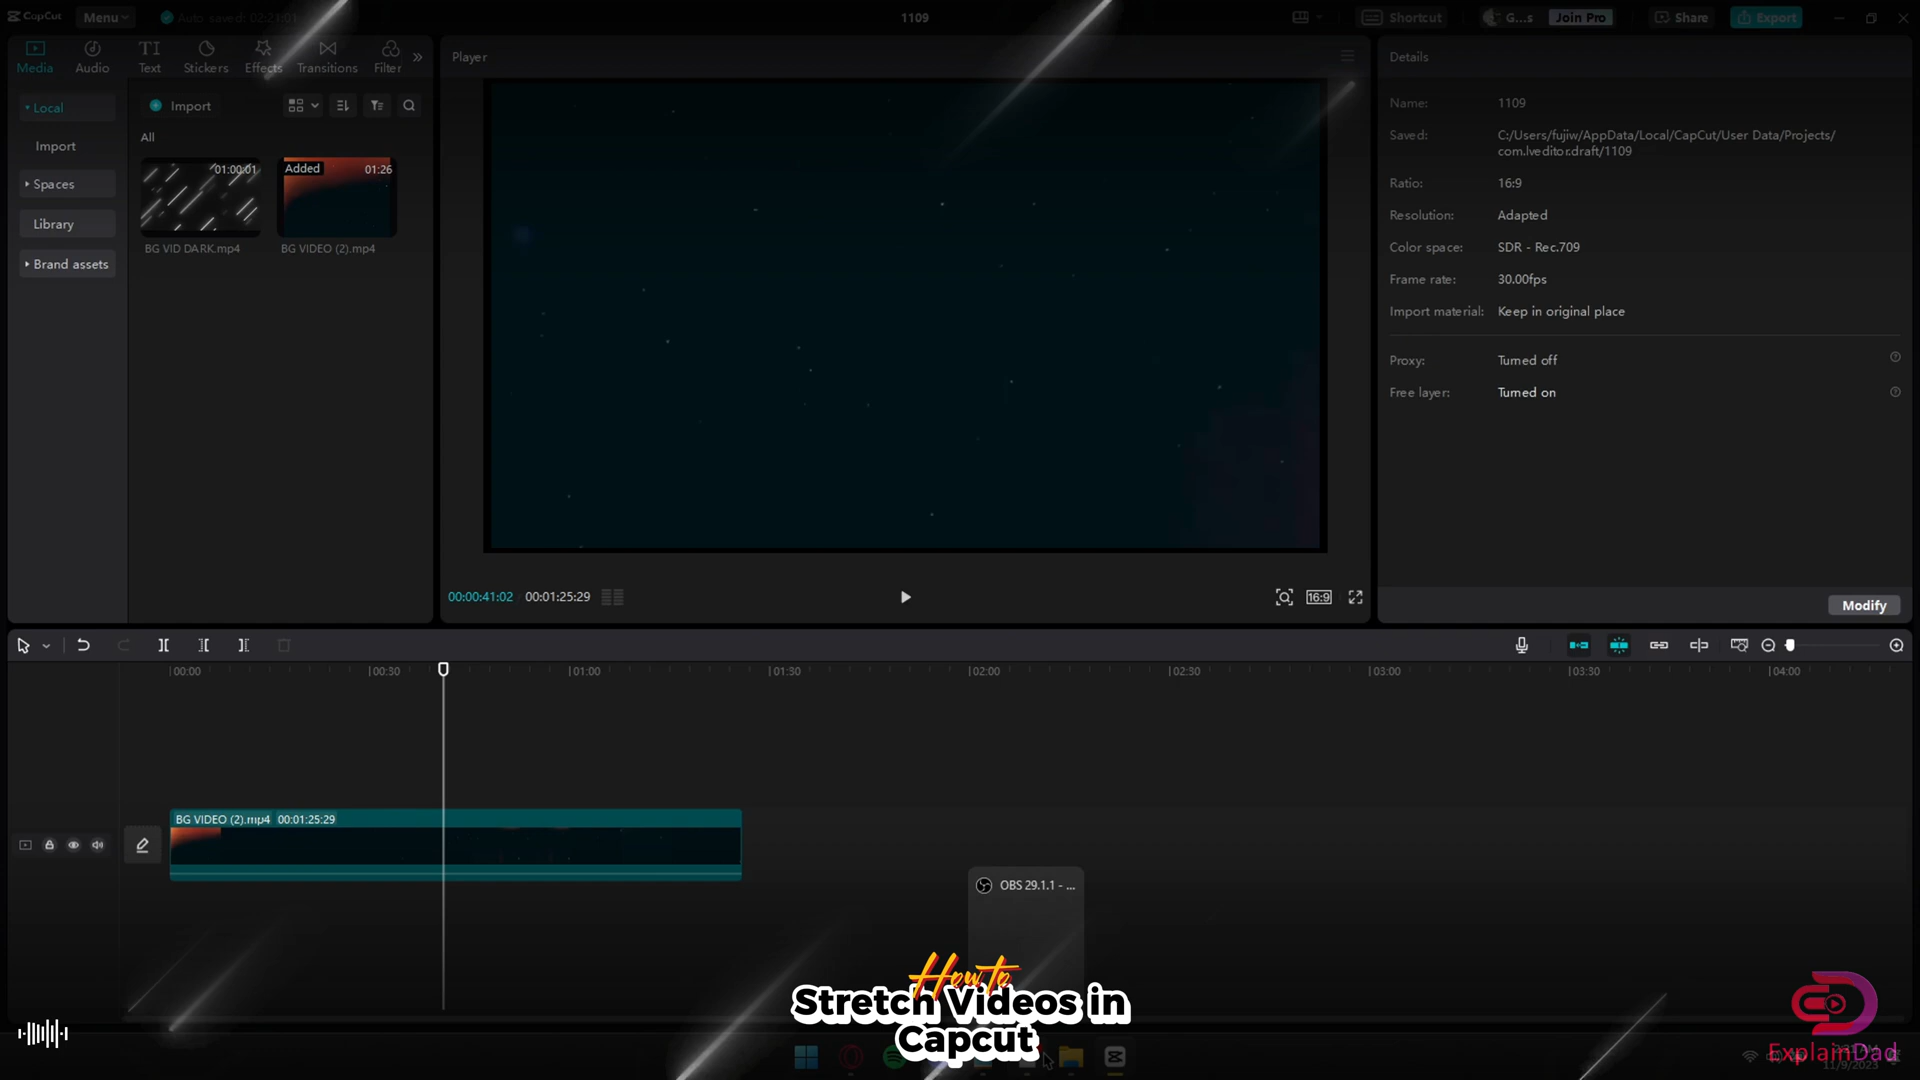 CapCut
Menu
Auto saved: 02:21:01
1109
Shortcut
G...s
Join Pro
Share
Export
Media
Audio
Text
Stickers
Effects
Transitions
Filter
Player
Details
Local
Import
Name:
1109
All
Import
Saved:
C:/Users/fujiw/AppData/Local/CapCut/User Data/Projects/
com.lveditor.draft/1109
01:00:01
Added
01:26
Spaces
Ratio:
16:9
Library
Resolution:
Adapted
BG VID DARK.mp4
BG VIDEO (2).mp4
Color space:
SDR - Rec.709
Brand assets
Frame rate:
30.00fps
Import material:
Keep in original place
Proxy:
Turned off
Free layer:
Turned on
00:00:41:02
00:01:25:29
16:9
Modify
00:00
00:30
01:00
01:30
02:00
02:30
03:00
03:30
04:00
BG VIDEO (2).mp4 00:01:25:29
OBS 29.1.1 - ...
How to
Stretch Videos in
Capcut
ExplainDad
11/9/2023